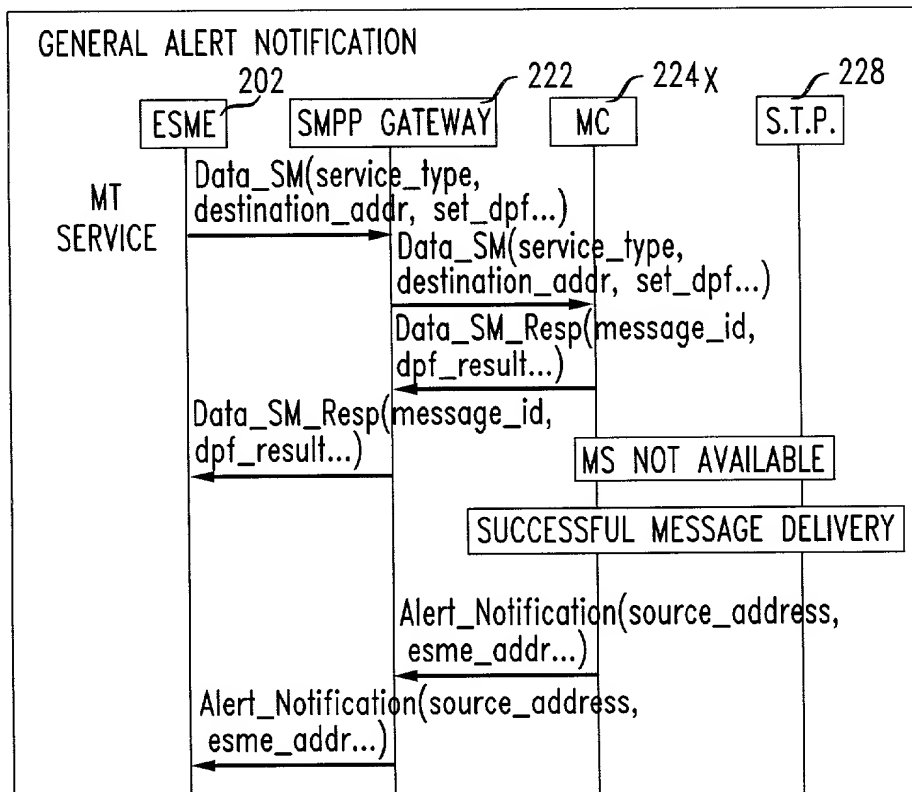 GENERAL ALERT NOTIFICATION
202
222
224X
228
ESME
SMPP GATEWAY
MC
S.T.P.
MT
SERVICE
Data_SM(service_type,
destination_addr, set_dpf...)
Data_SM(service_type,
destination_addr, set_dpf...)
Data_SM_Resp(message_id,
dpf_result...)
Data_SM_Resp(message_id,
dpf_result...)
MS NOT AVAILABLE
SUCCESSFUL MESSAGE DELIVERY
Alert_Notification(source_address,
esme_addr...)
Alert_Notification(source_address,
esme_addr...)